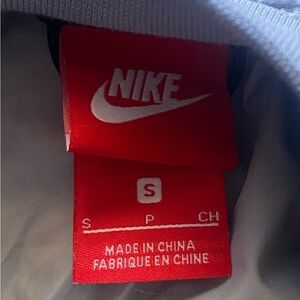 NIKE
S
S P CH
MADE IN CHINA
FABRIQUE EN CHINE